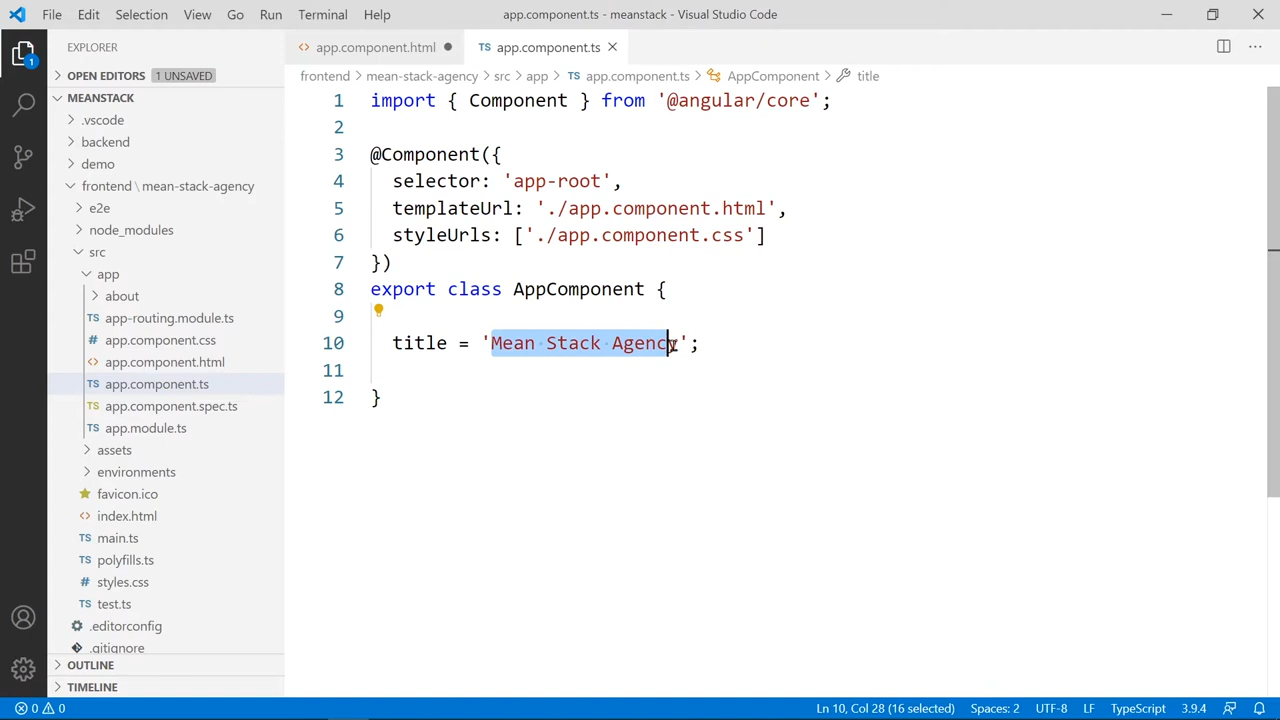 File Edit Selection View Go Run Terminal Help app.component.ts - meanstack - Visual Studio Code
EXPLORER
OPEN EDITORS 1 UNSAVED
MEANSTACK
.vscode
backend
demo
frontend \ mean-stack-agency
e2e
node_modules
src
app
about
app-routing.module.ts
app.component.css
app.component.html
app.component.ts
app.component.spec.ts
app.module.ts
assets
environments
favicon.ico
index.html
main.ts
polyfills.ts
styles.css
test.ts
.editorconfig
.gitignore
OUTLINE
TIMELINE
1
app.component.html TS app.component.ts
frontend > mean-stack-agency > src > app > TS app.component.ts > AppComponent > title
1 import { Component } from '@angular/core';
2
3 @Component({
4 selector: 'app-root',
5 templateUrl: './app.component.html',
6 styleUrls: ['./app.component.css']
7 })
8 export class AppComponent {
9
10 title = 'Mean Stack Agency';
11
12 }
0 0 Ln 10, Col 28 (16 selected) Spaces: 2 UTF-8 LF TypeScript 3.9.4